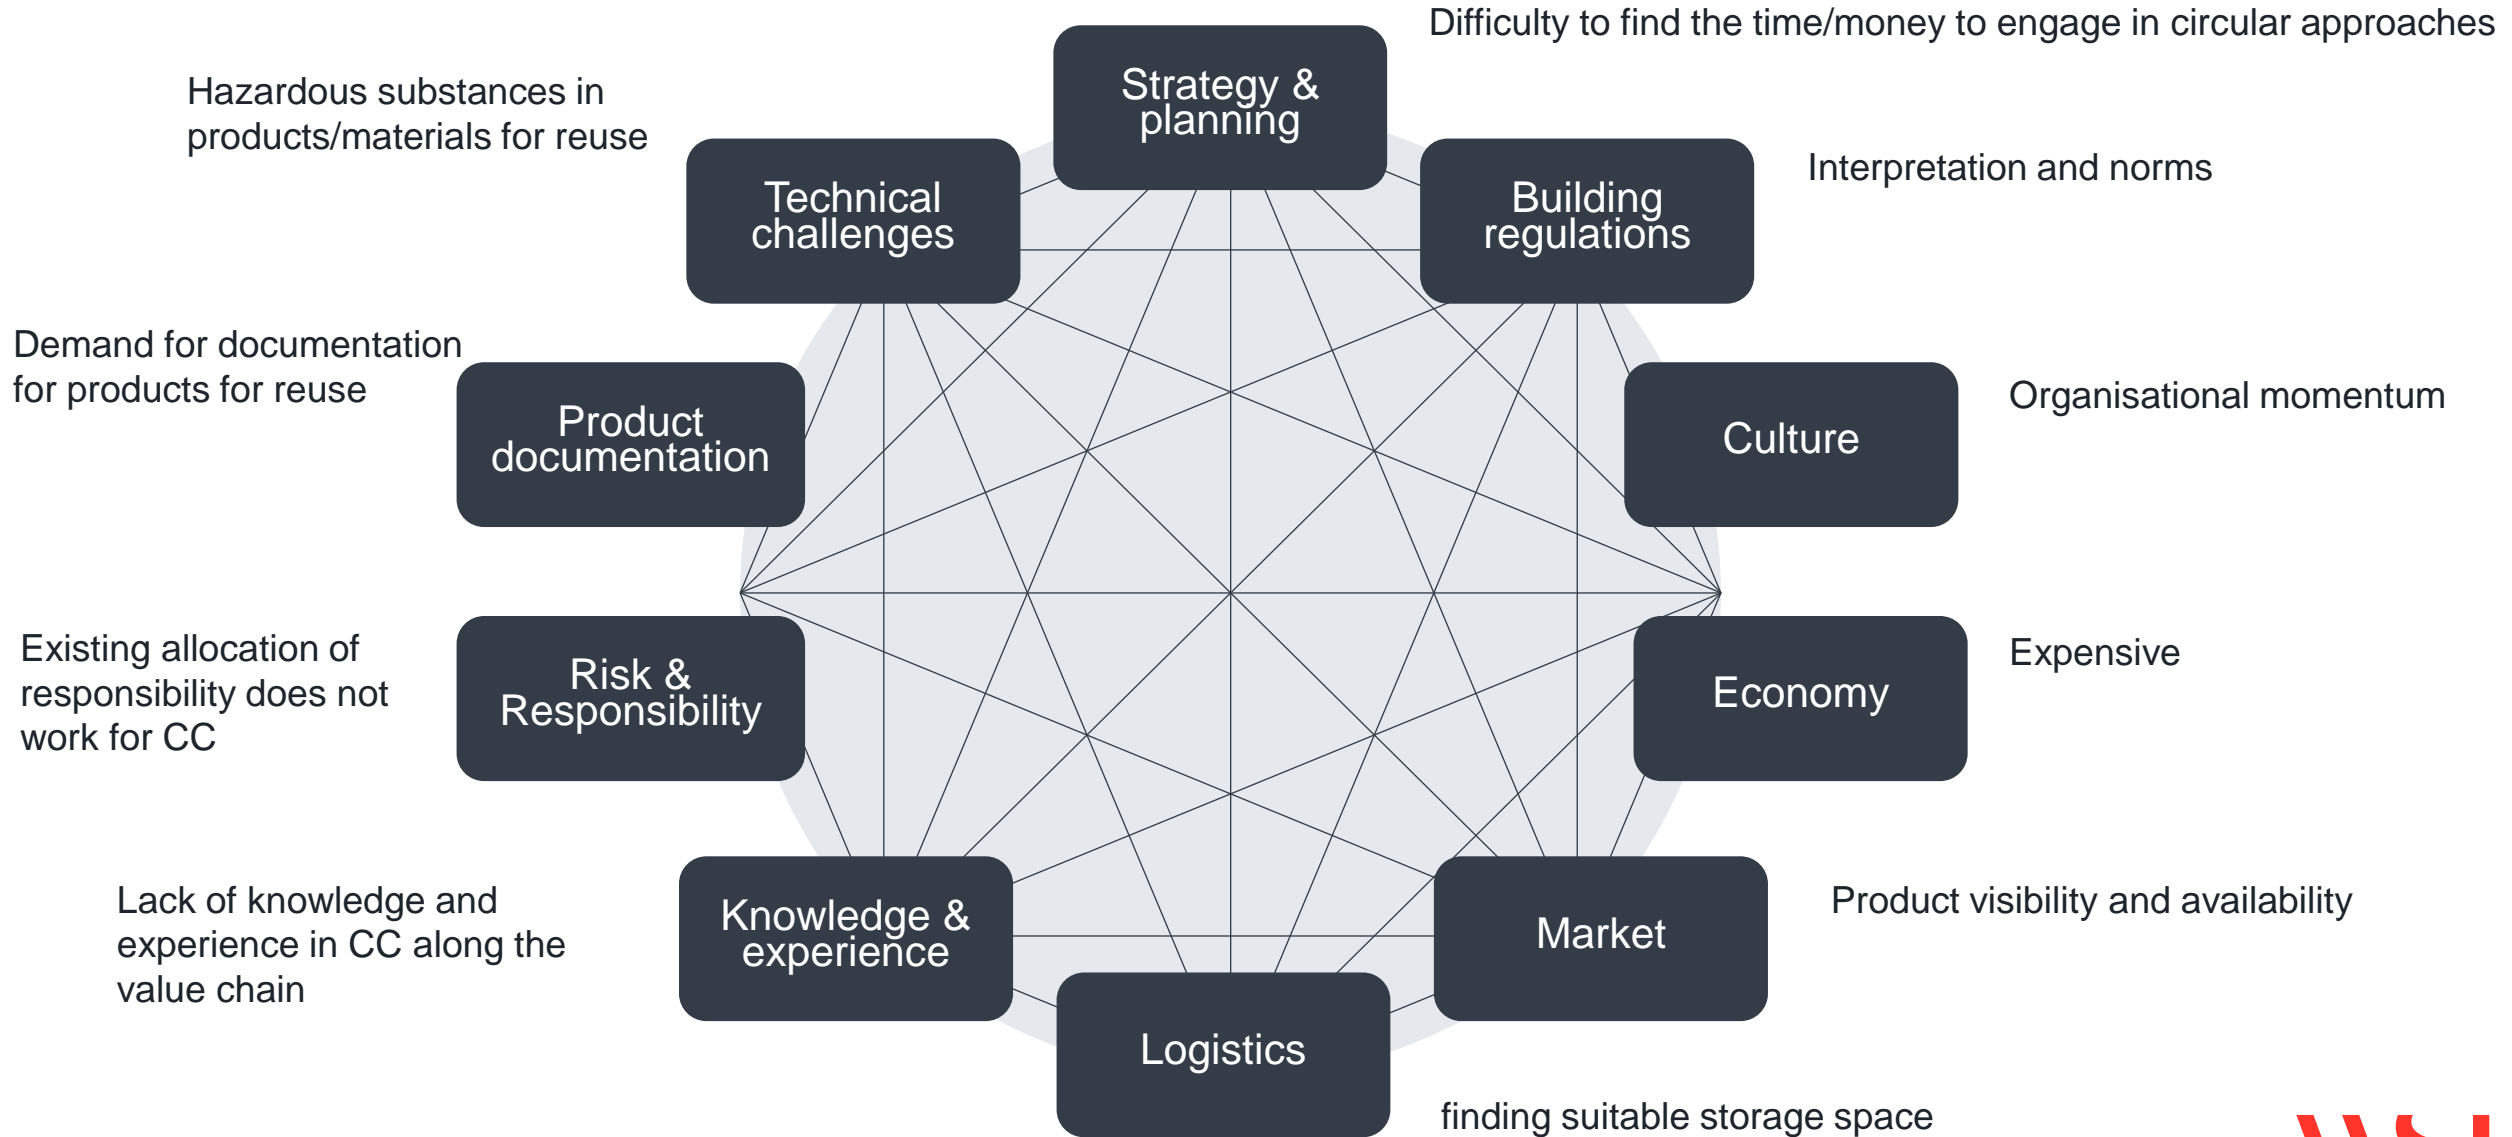 Difficulty to find the time/money to engage in circular approaches
Strategy &
planning
Hazardous substances in
products/materials for reuse
Technical
challenges
Building
regulations
Interpretation and norms
Demand for documentation
for products for reuse
Product
documentation
Culture
Organisational momentum
Existing allocation of
responsibility does not
work for CC
Risk &
Responsibility
Economy
Expensive
Lack of knowledge and
experience in CC along the
value chain
Knowledge &
experience
Market
Product visibility and availability
Logistics
finding suitable storage space